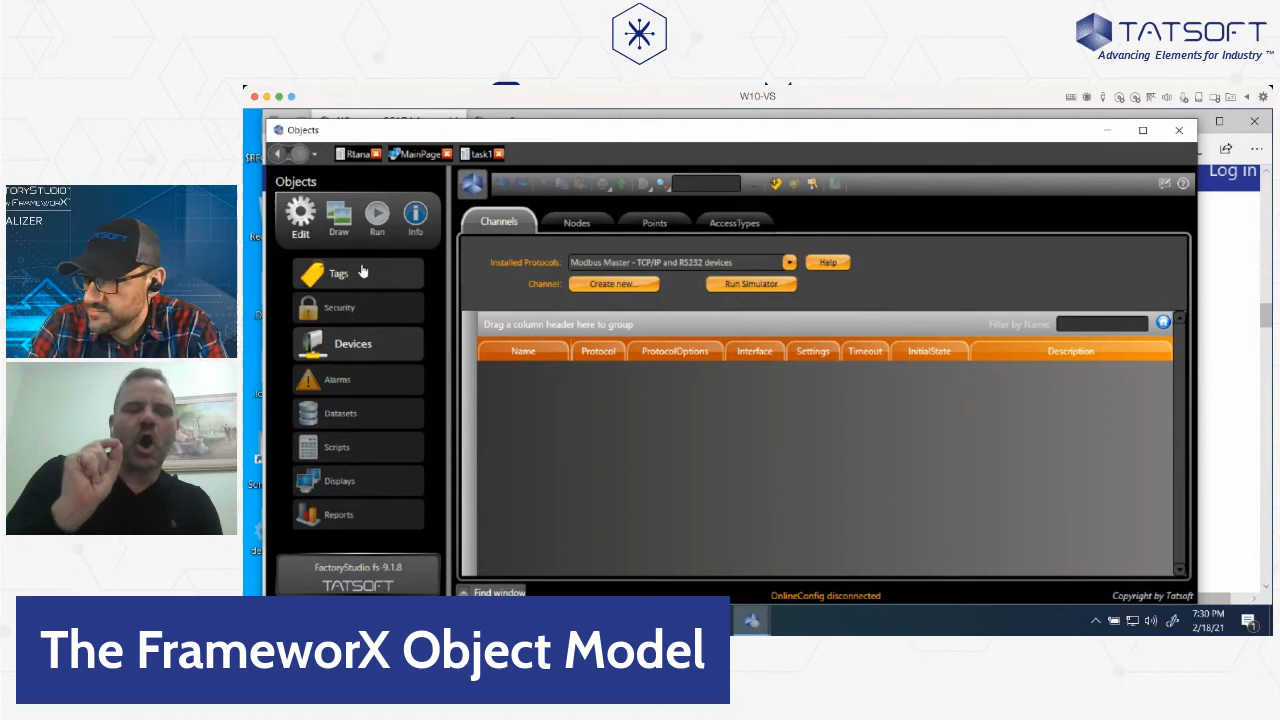 TATSOFT
Advancing Elements for Industry ™
W10-VS
Objects
Log in
Rtana MainPage task1
Objects
Edit Draw Run Info
Channels Nodes Points AccessTypes
Installed Protocols: Modbus Master - TCP/IP and RS232 devices Help
Channel: Create new... Run Simulator
Tags
Security
Devices
Alarms
Datasets
Scripts
Displays
Reports
Drag a column header here to group Filter by Name:
Name Protocol ProtocolOptions Interface Settings Timeout InitialState Description
FactoryStudio fs-9.1.8
TATSOFT
Find window OnlineConfig disconnected Copyright by Tatsoft
7:30 PM
2/18/21
ALIZER
TATSOFT
The FrameworX Object Model